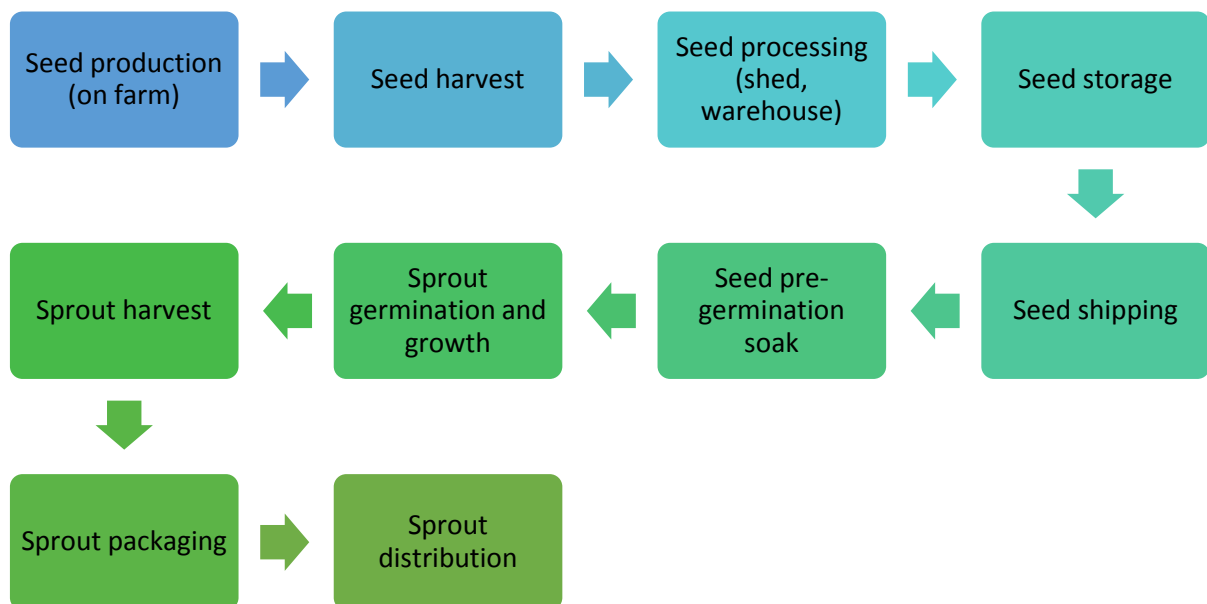 Seed production
(on farm)
Seed harvest
Seed processing
(shed,
warehouse)
Seed storage
Seed shipping
Seed pre-
germination
soak
Sprout
germination and
growth
Sprout harvest
Sprout packaging
Sprout
distribution